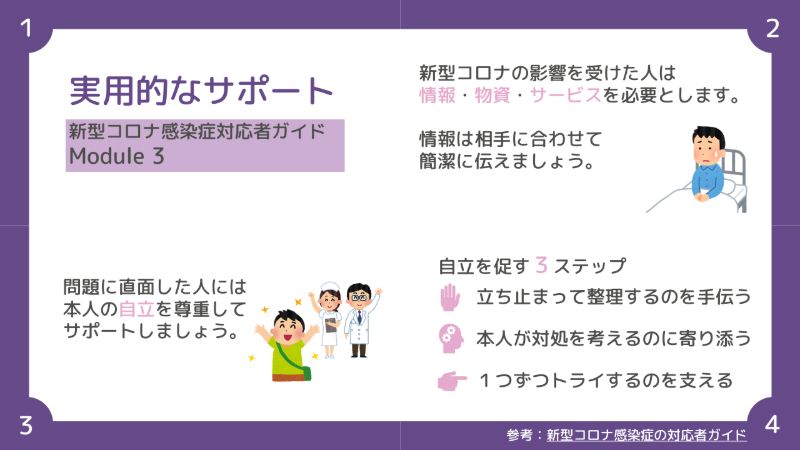 1
実用的なサポート
新型コロナ感染症対応者ガイド
Module 3
2
新型コロナの影響を受けた人は
情報・物資・サービスを必要とします。
情報は相手に合わせて
簡潔に伝えましょう。
3
問題に直面した人には
本人の自立を尊重して
サポートしましょう。
4
自立を促す3ステップ
立ち止まって整理するのを手伝う
本人が対処を考えるのに寄り添う
1つずつトライするのを支える
参考：新型コロナ感染症の対応者ガイド